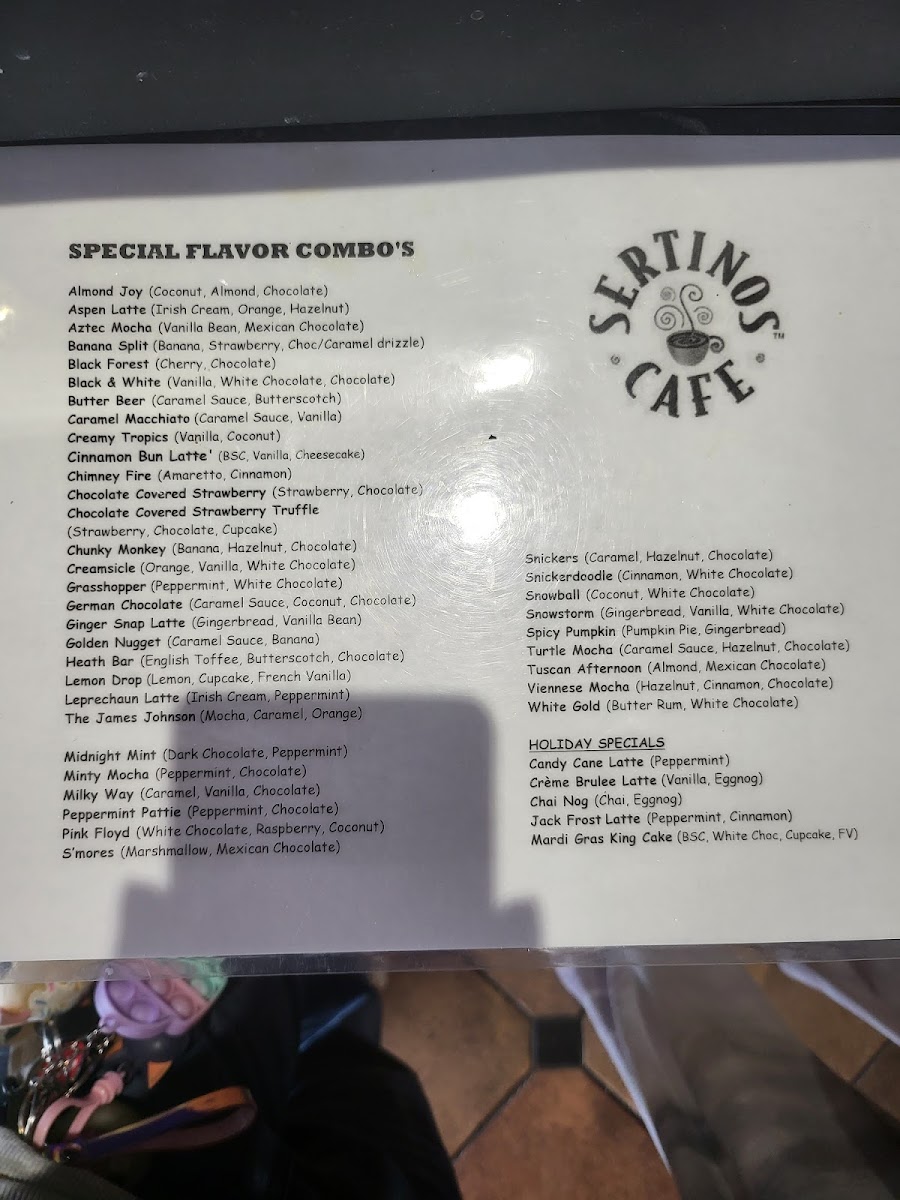 SPECIAL FLAVOR COMBO'S
Almond Joy (Coconut, Almond, Chocolate)
Aspen Latte (Irish Cream, Orange, Hazelnut)
Aztec Mocha (Vanilla Bean, Mexican Chocolate)
Banana Split (Banana, Strawberry, Choc/Caramel drizzle)
Black Forest (Cherry, Chocolate)
Black & White (Vanilla, White Chocolate, Chocolate)
Butter Beer (Caramel Sauce, Butterscotch)
Caramel Macchiato (Caramel Sauce, Vanilla)
Creamy Tropics (Vanilla, Coconut)
Cinnamon Bun Latte' (BSC, Vanilla, Cheesecake)
Chimney Fire (Amaretto, Cinnamon)
Chocolate Covered Strawberry (Strawberry, Chocolate)
Chocolate Covered Strawberry Truffle
(Strawberry, Chocolate, Cupcake)
Chunky Monkey (Banana, Hazelnut, Chocolate)
Creamsicle (Orange, Vanilla, White Chocolate)
Grasshopper (Peppermint, White Chocolate)
German Chocolate (Caramel Sauce, Coconut, Chocolate)
Ginger Snap Latte (Gingerbread, Vanilla Bean)
Golden Nugget (Caramel Sauce, Banana)
Heath Bar (English Toffee, Butterscotch, Chocolate)
Lemon Drop (Lemon, Cupcake, French Vanilla)
Leprechaun Latte (Irish Cream, Peppermint)
The James Johnson (Mocha, Caramel, Orange)
Midnight Mint (Dark Chocolate, Peppermint)
Minty Mocha (Peppermint, Chocolate)
Milky Way (Caramel, Vanilla, Chocolate)
Peppermint Pattie (Peppermint, Chocolate)
Pink Floyd (White Chocolate, Raspberry, Coconut)
S'mores (Marshmallow, Mexican Chocolate)
SERTINOS
CAFE
TM
Snickers (Caramel, Hazelnut, Chocolate)
Snickerdoodle (Cinnamon, White Chocolate)
Snowball (Coconut, White Chocolate)
Snowstorm (Gingerbread, Vanilla, White Chocolate)
Spicy Pumpkin (Pumpkin Pie, Gingerbread)
Turtle Mocha (Caramel Sauce, Hazelnut, Chocolate)
Tuscan Afternoon (Almond, Mexican Chocolate)
Viennese Mocha (Hazelnut, Cinnamon, Chocolate)
White Gold (Butter Rum, White Chocolate)
HOLIDAY SPECIALS
Candy Cane Latte (Peppermint)
Crème Brulee Latte (Vanilla, Eggnog)
Chai Nog (Chai, Eggnog)
Jack Frost Latte (Peppermint, Cinnamon)
Mardi Gras King Cake (BSC, White Choc, Cupcake, FV)